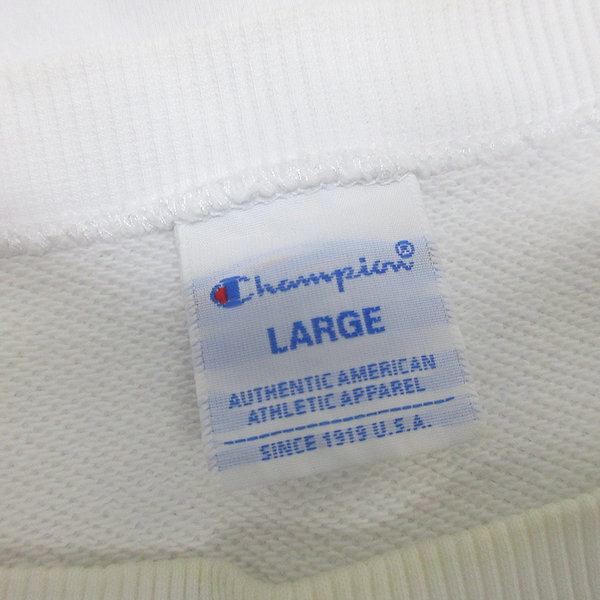 Champion®
LARGE
AUTHENTIC AMERICAN
ATHLETIC APPAREL
SINCE 1919 U.S.A.